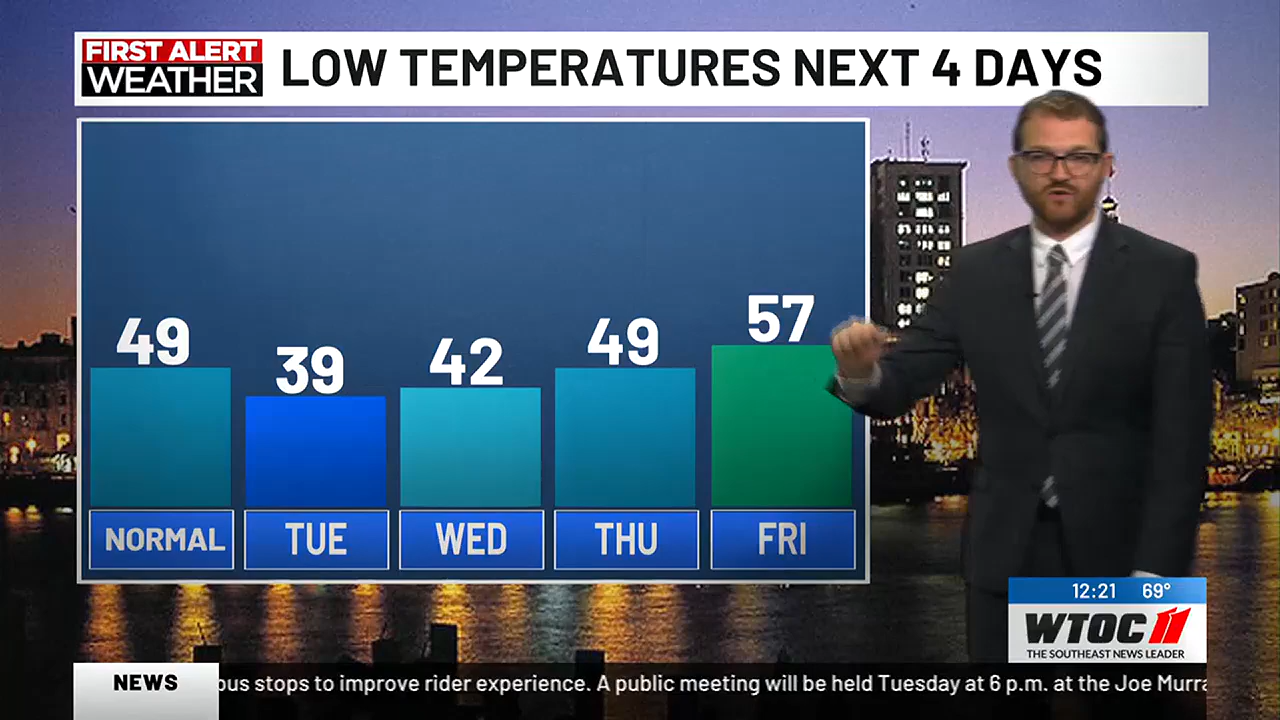 FIRST ALERT
WEATHER
LOW TEMPERATURES NEXT 4 DAYS
49
39
42
49
57
NORMAL
TUE
WED
THU
FRI
12:21 69°
WTOC 11
THE SOUTHEAST NEWS LEADER
NEWS
ous stops to improve rider experience. A public meeting will be held Tuesday at 6 p.m. at the Joe Murra